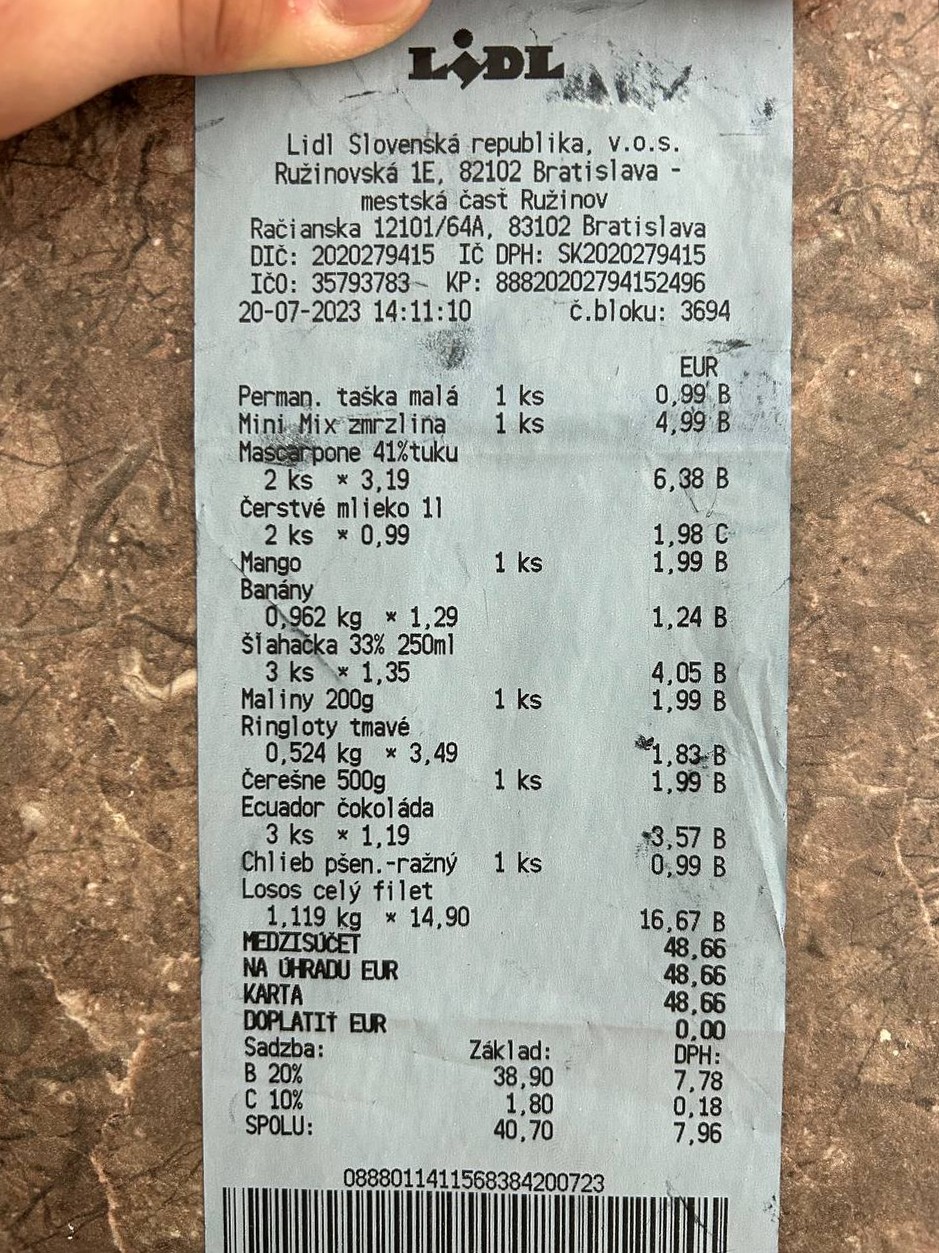 LIDL
Lidl Slovenská republika, v.o.s.
Ružinovská 1E, 82102 Bratislava -
mestská časť Ružinov
Račianska 12101/64A, 83102 Bratislava
DIČ: 2020279415 IČ DPH: SK2020279415
IČO: 35793783 KP: 88820202794152496
20-07-2023 14:11:10 č.bloku: 3694
EUR
Perman. taška malá 1 ks 0,99 B
Mini Mix zmrzlina 1 ks 4,99 B
Mascarpone 41%tuku
2 ks * 3,19 6,38 B
Čerstvé mlieko 1l
2 ks * 0,99 1,98 C
Mango 1 ks 1,99 B
Banány
0,962 kg * 1,29 1,24 B
Šľahačka 33% 250ml
3 ks * 1,35 4,05 B
Maliny 200g 1 ks 1,99 B
Ringloty tmavé
0,524 kg * 3,49 1,83 B
Čerešne 500g 1 ks 1,99 B
Ecuador čokoláda
3 ks * 1,19 3,57 B
Chlieb pšen.-ražný 1 ks 0,99 B
Losos celý filet
1,119 kg * 14,90 16,67 B
MEDZISÚČET 48,66
NA ÚHRADU EUR 48,66
KARTA 48,66
DOPLATIŤ EUR 0,00
Sadzba: Základ: DPH:
B 20% 38,90 7,78
C 10% 1,80 0,18
SPOLU: 40,70 7,96
0888011411568384200723